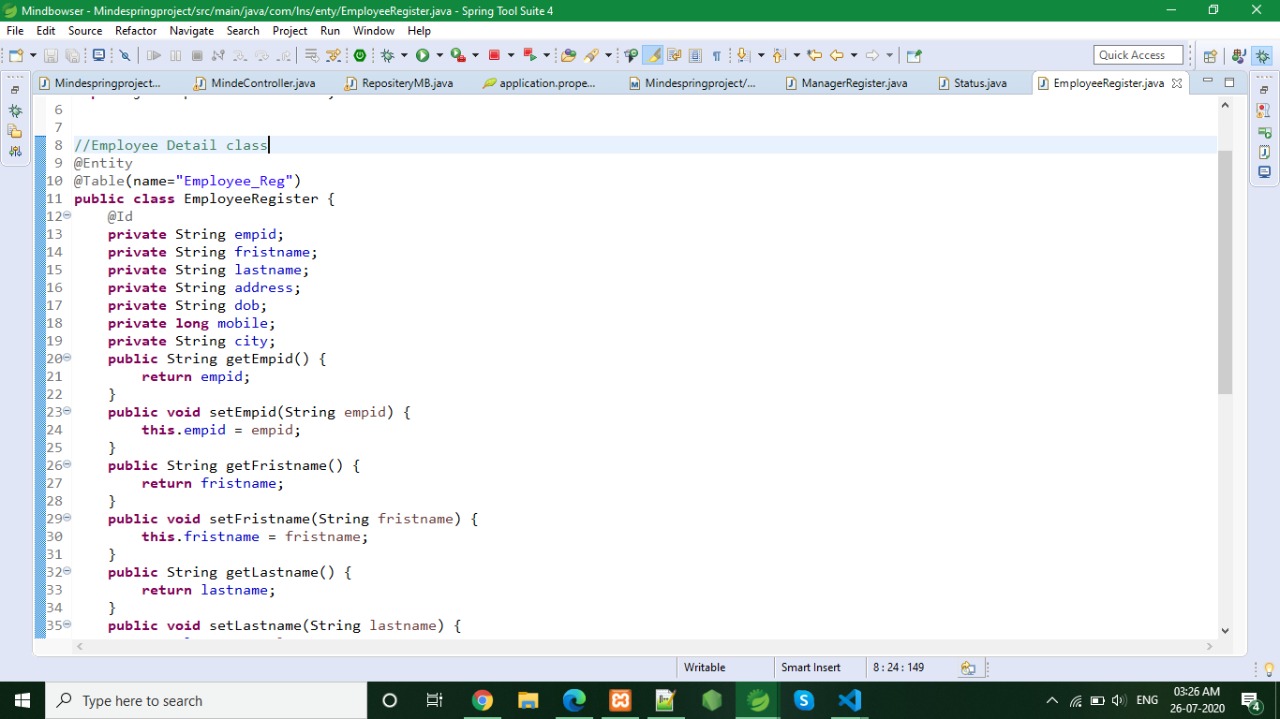 Mindbowser - Mindespringproject/src/main/java/com/lns/enty/EmployeeRegister.java - Spring Tool Suite 4
File Edit Source Refactor Navigate Search Project Run Window Help
Quick Access
Mindespringproject... MindeController.java RepositeryMB.java application.prope... Mindespringproject/... ManagerRegister.java Status.java EmployeeRegister.java
6
7
8 //Employee Detail class
9 @Entity
10 @Table(name="Employee_Reg")
11 public class EmployeeRegister {
12 @Id
13 private String empid;
14 private String fristname;
15 private String lastname;
16 private String address;
17 private String dob;
18 private long mobile;
19 private String city;
20 public String getEmpid() {
21 return empid;
22 }
23 public void setEmpid(String empid) {
24 this.empid = empid;
25 }
26 public String getFristname() {
27 return fristname;
28 }
29 public void setFristname(String fristname) {
30 this.fristname = fristname;
31 }
32 public String getLastname() {
33 return lastname;
34 }
35 public void setLastname(String lastname) {
Writable Smart Insert 8 : 24 : 149
Type here to search
ENG 03:26 AM
26-07-2020
4